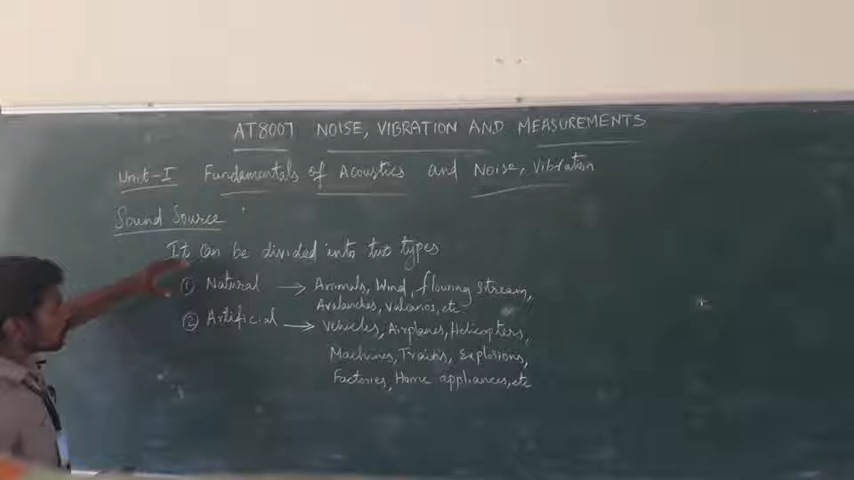 AT8007 NOISE, VIBRATION AND MEASUREMENTS
Unit-I Fundamentals of Acoustics and Noise, Vibration
Sound Source
It can be divided into two types
① Natural → Animals, Wind, flowing Stream,
Avalanches, Volcanos, etc
② Artificial → Vehicles, Airplanes, Helicopters,
Machines, Trains, Explosions,
Factories, Home appliances, etc